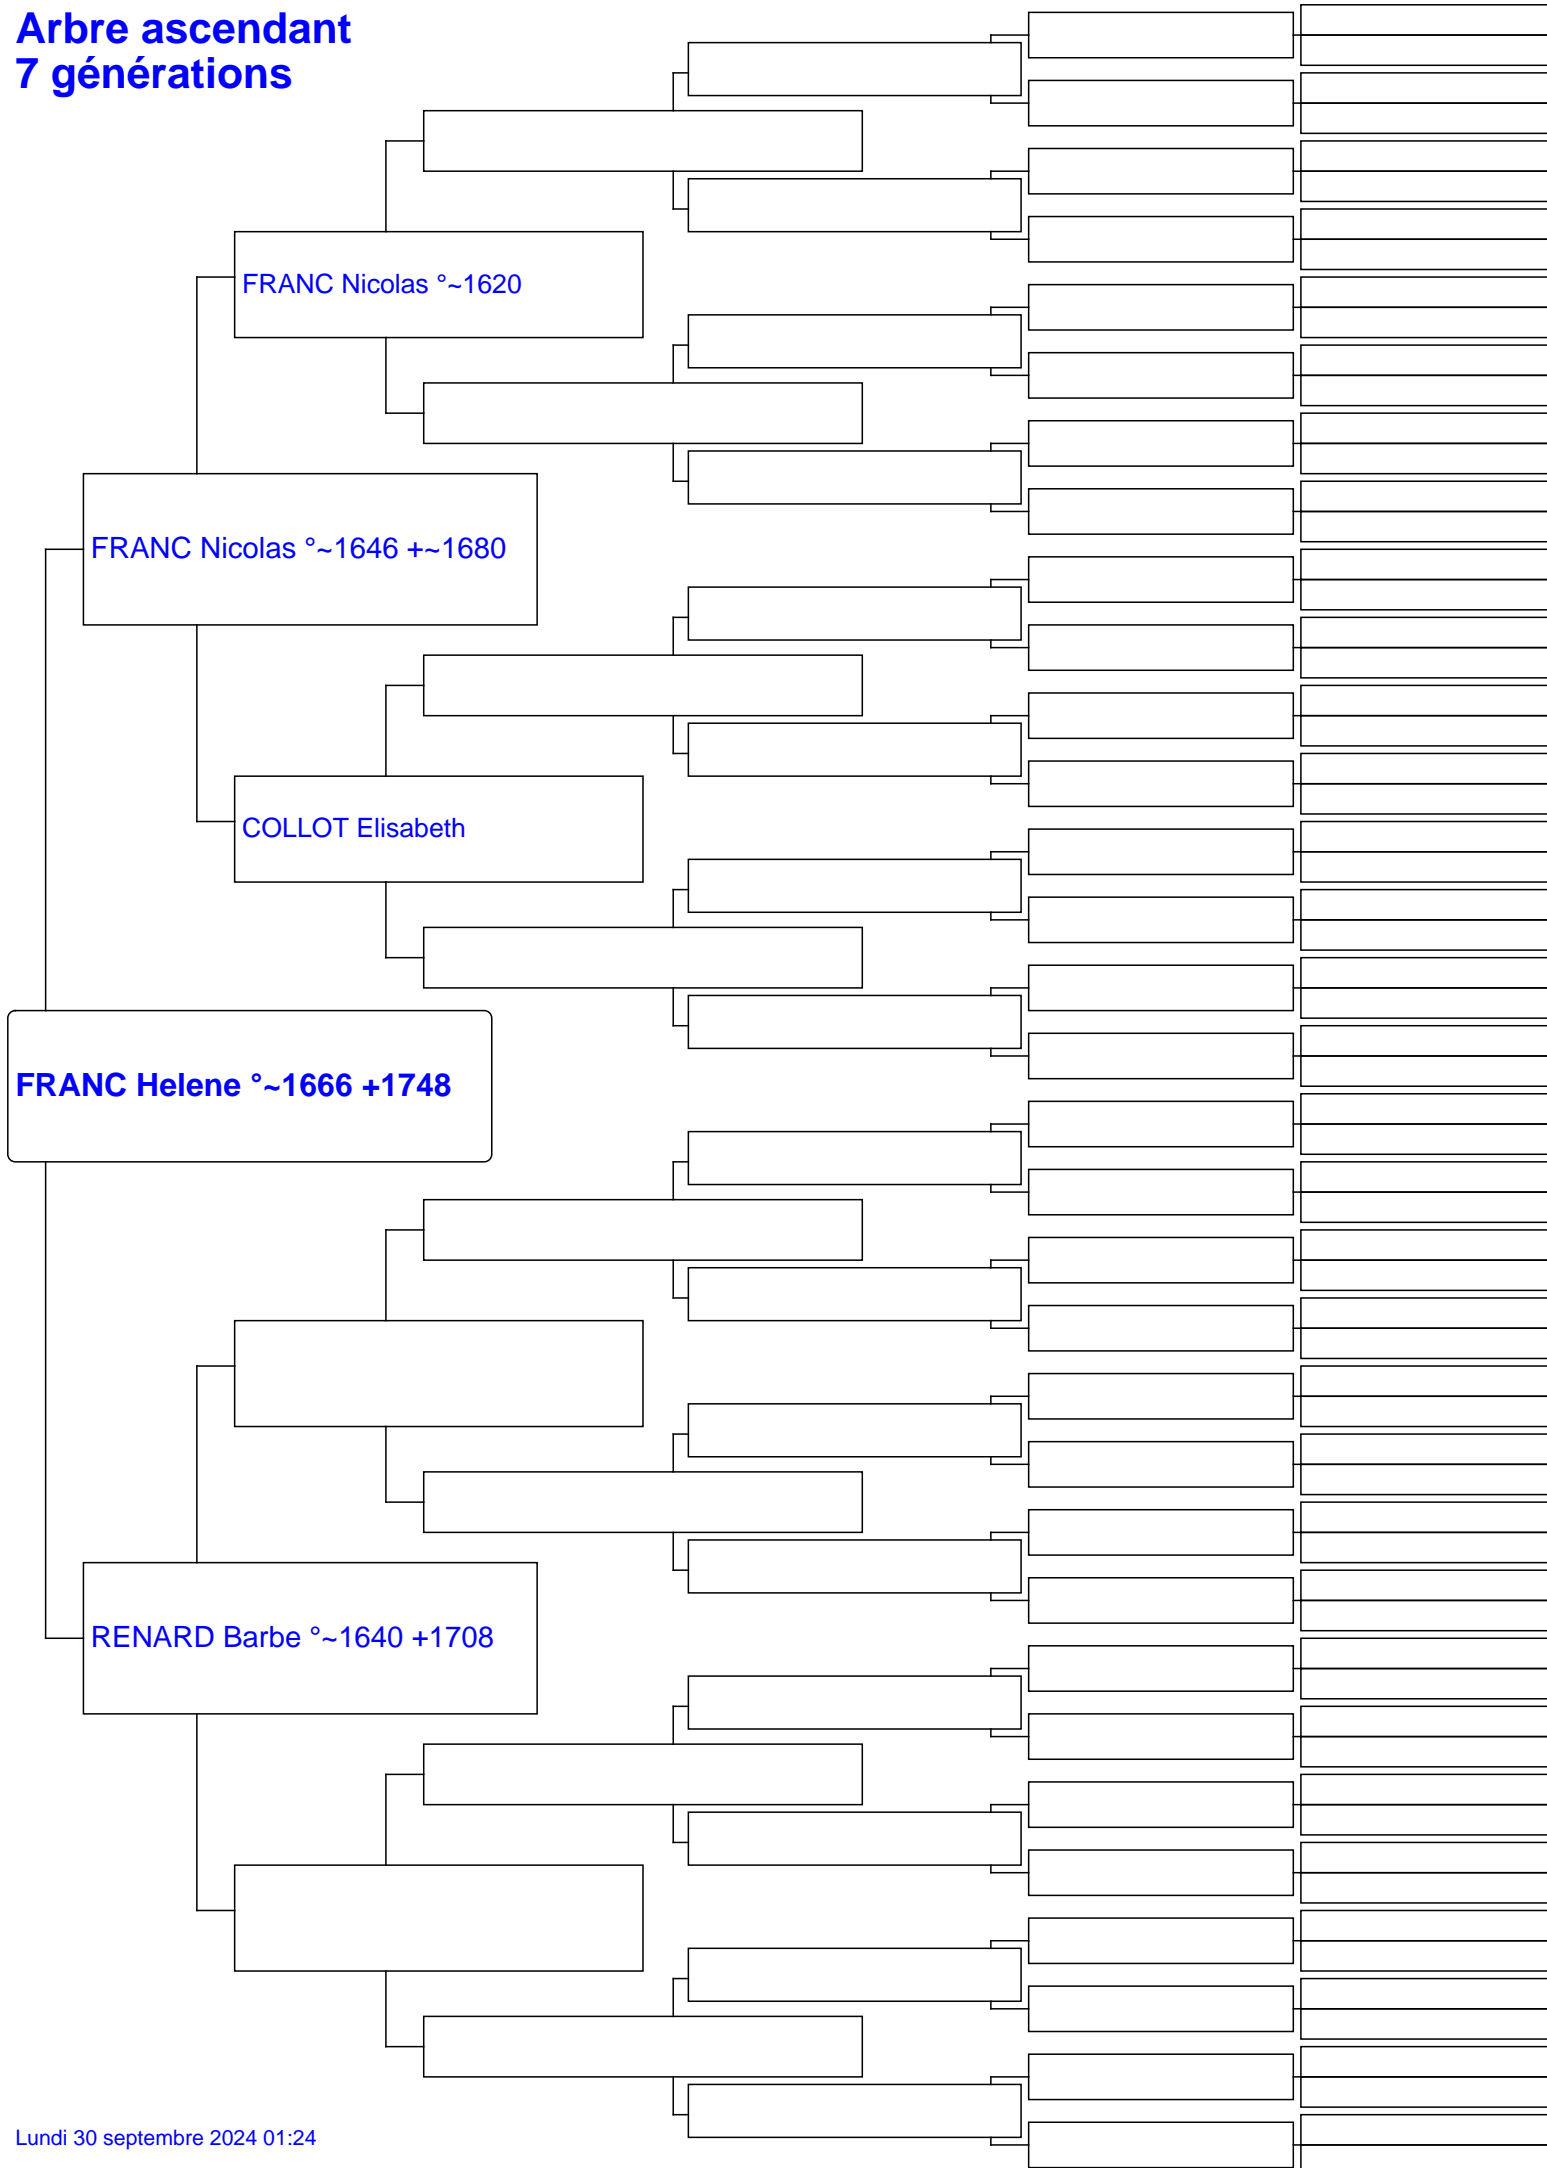 Arbre ascendant
7 générations
FRANC Nicolas °~1620
FRANC Nicolas °~1646 +~1680
COLLOT Elisabeth
FRANC Helene °~1666 +1748
RENARD Barbe °~1640 +1708
Lundi 30 septembre 2024 01:24